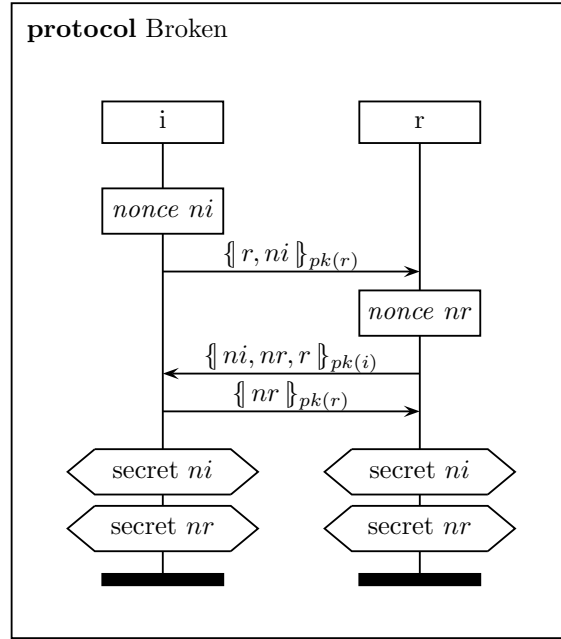 protocol Broken
i
r
nonce ni
{| r, ni |}pk(r)
nonce nr
{| ni, nr, r |}pk(i)
{| nr |}pk(r)
secret ni
secret ni
secret nr
secret nr